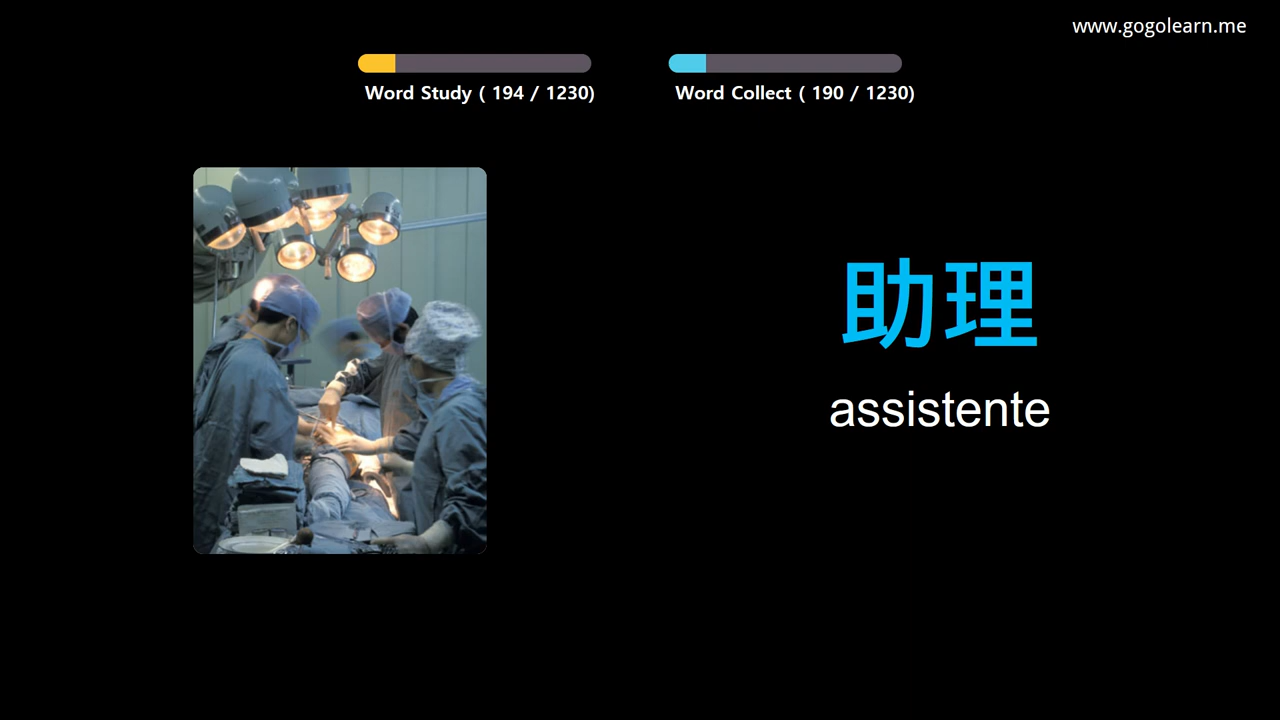 www.gogolearn.me
Word Study ( 194 / 1230)
Word Collect ( 190 / 1230)
助理
assistente